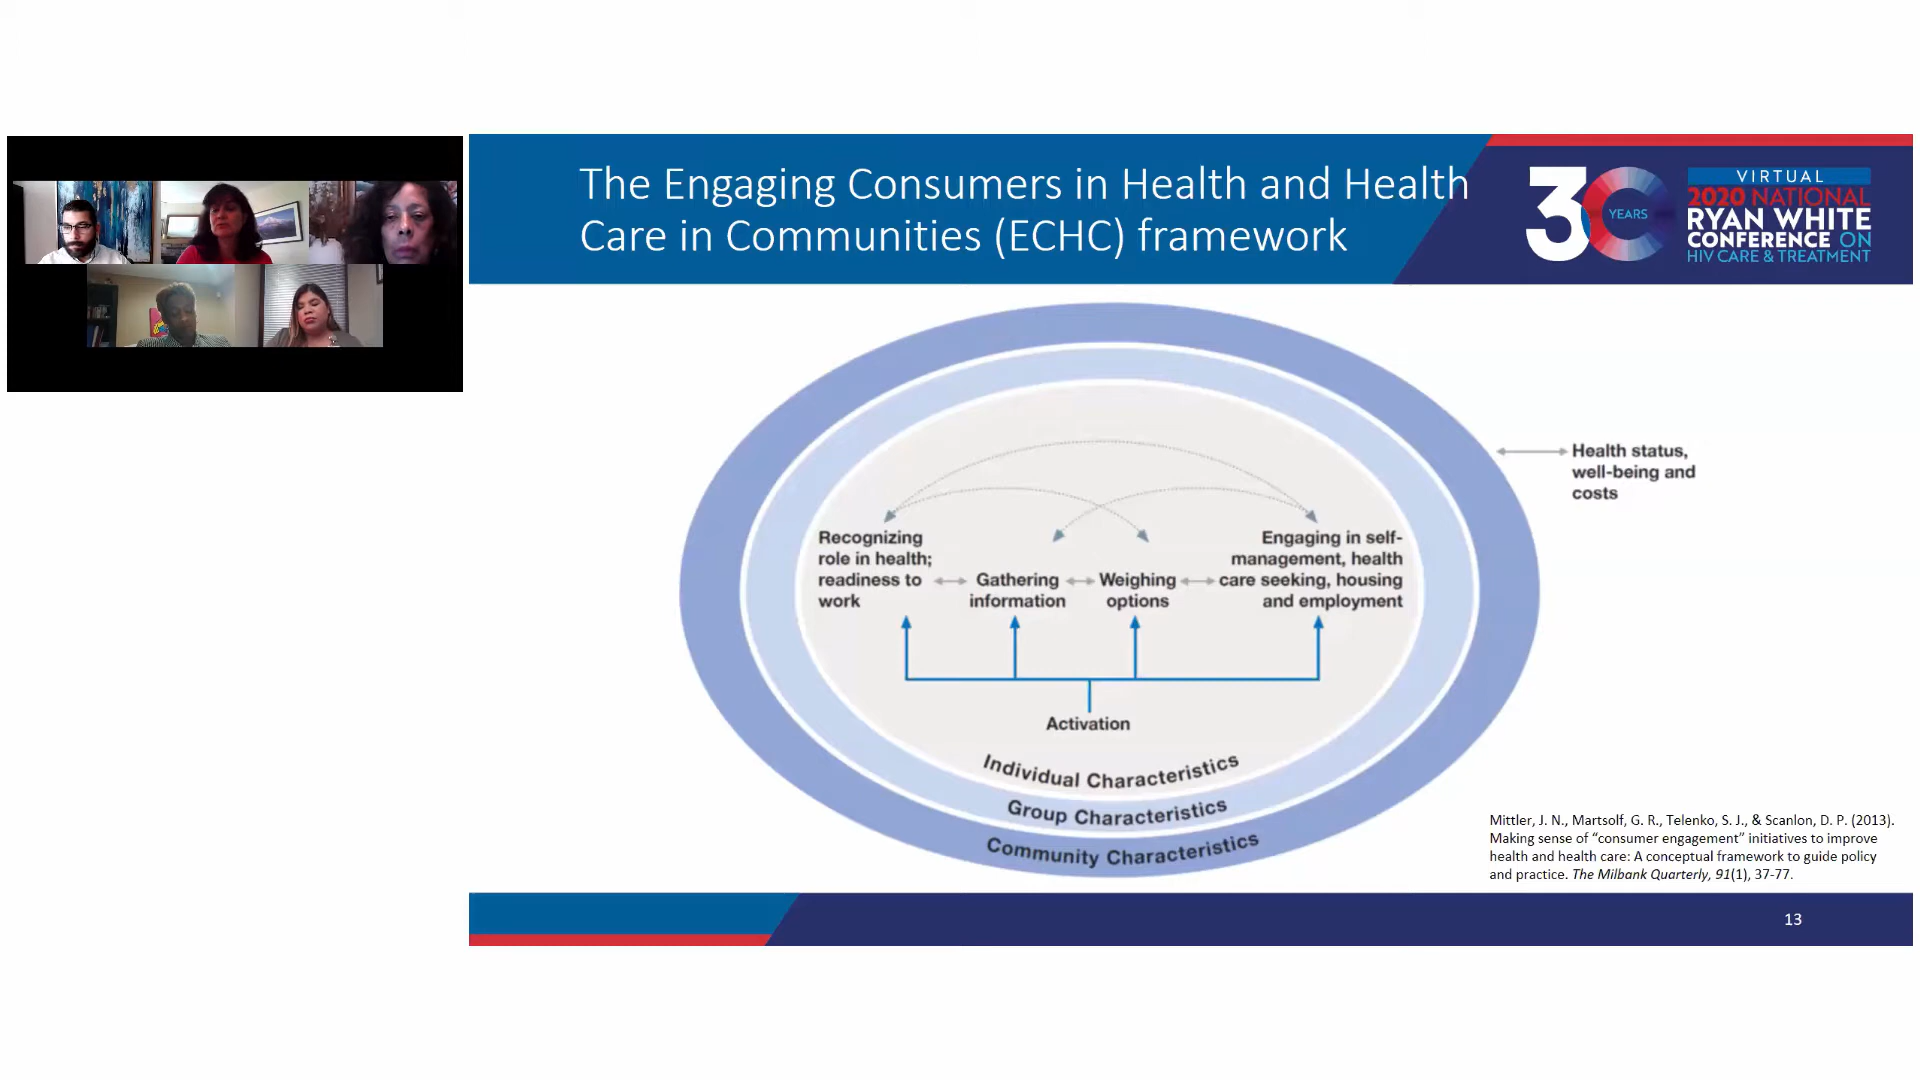 The Engaging Consumers in Health and Health
Care in Communities (ECHC) framework
30
YEARS
VIRTUAL
2020 NATIONAL
RYAN WHITE
CONFERENCE ON
HIV CARE & TREATMENT
Health status,
well-being and
costs
Recognizing
role in health;
readiness to
work
Gathering
information
Weighing
options
Engaging in self-
management, health
care seeking, housing
and employment
Activation
Individual Characteristics
Group Characteristics
Community Characteristics
Mittler, J. N., Martsolf, G. R., Telenko, S. J., & Scanlon, D. P. (2013).
Making sense of “consumer engagement” initiatives to improve
health and health care: A conceptual framework to guide policy
and practice. The Milbank Quarterly, 91(1), 37-77.
13